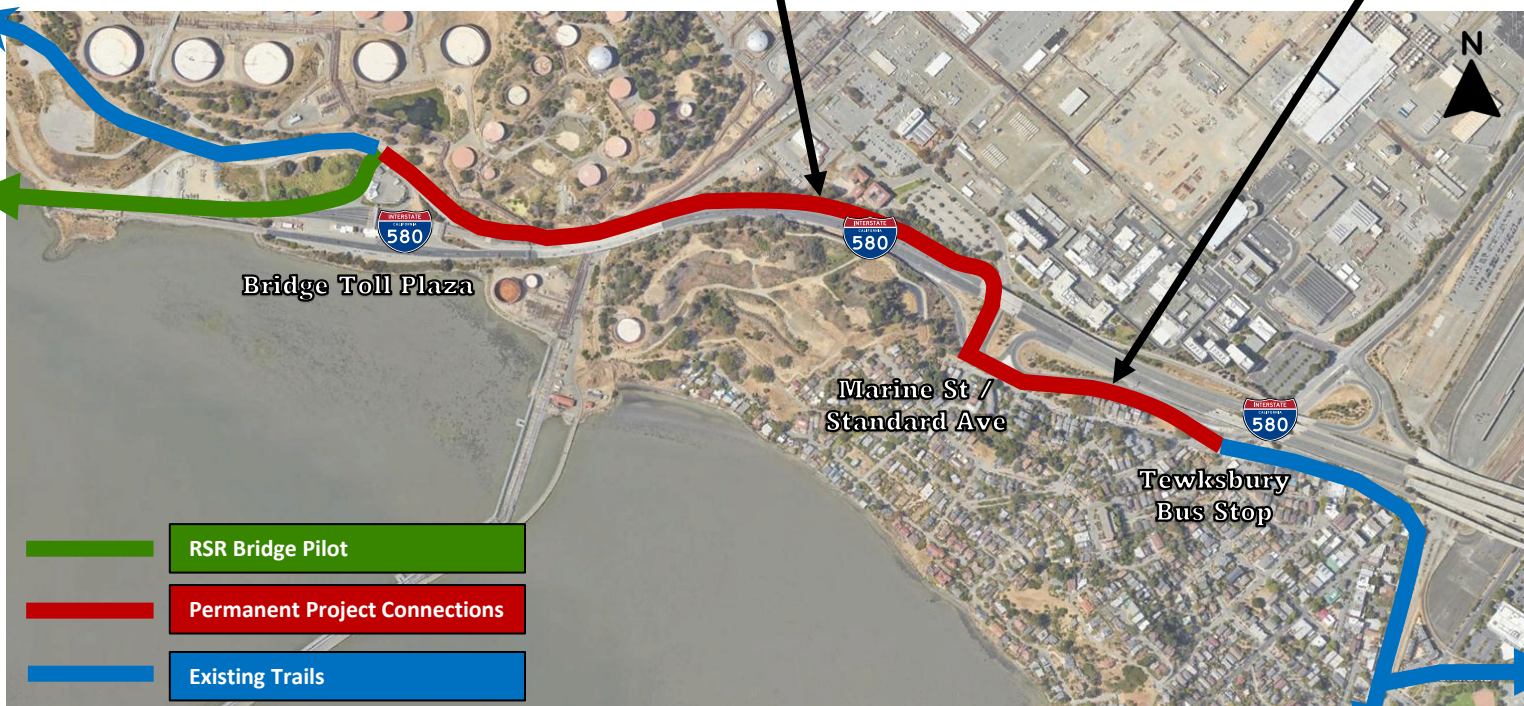 N
INTERSTATE
CALIFORNIA
580
INTERSTATE
CALIFORNIA
580
Bridge Toll Plaza
Marine St /
Standard Ave
INTERSTATE
CALIFORNIA
580
Tewksbury
Bus Stop
RSR Bridge Pilot
Permanent Project Connections
Existing Trails